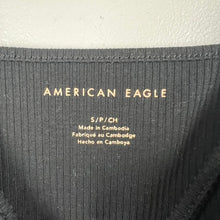 AMERICAN EAGLE
S/P/CH
Made in Cambodia
Fabriqué au Cambodge
Hecho en Camboya